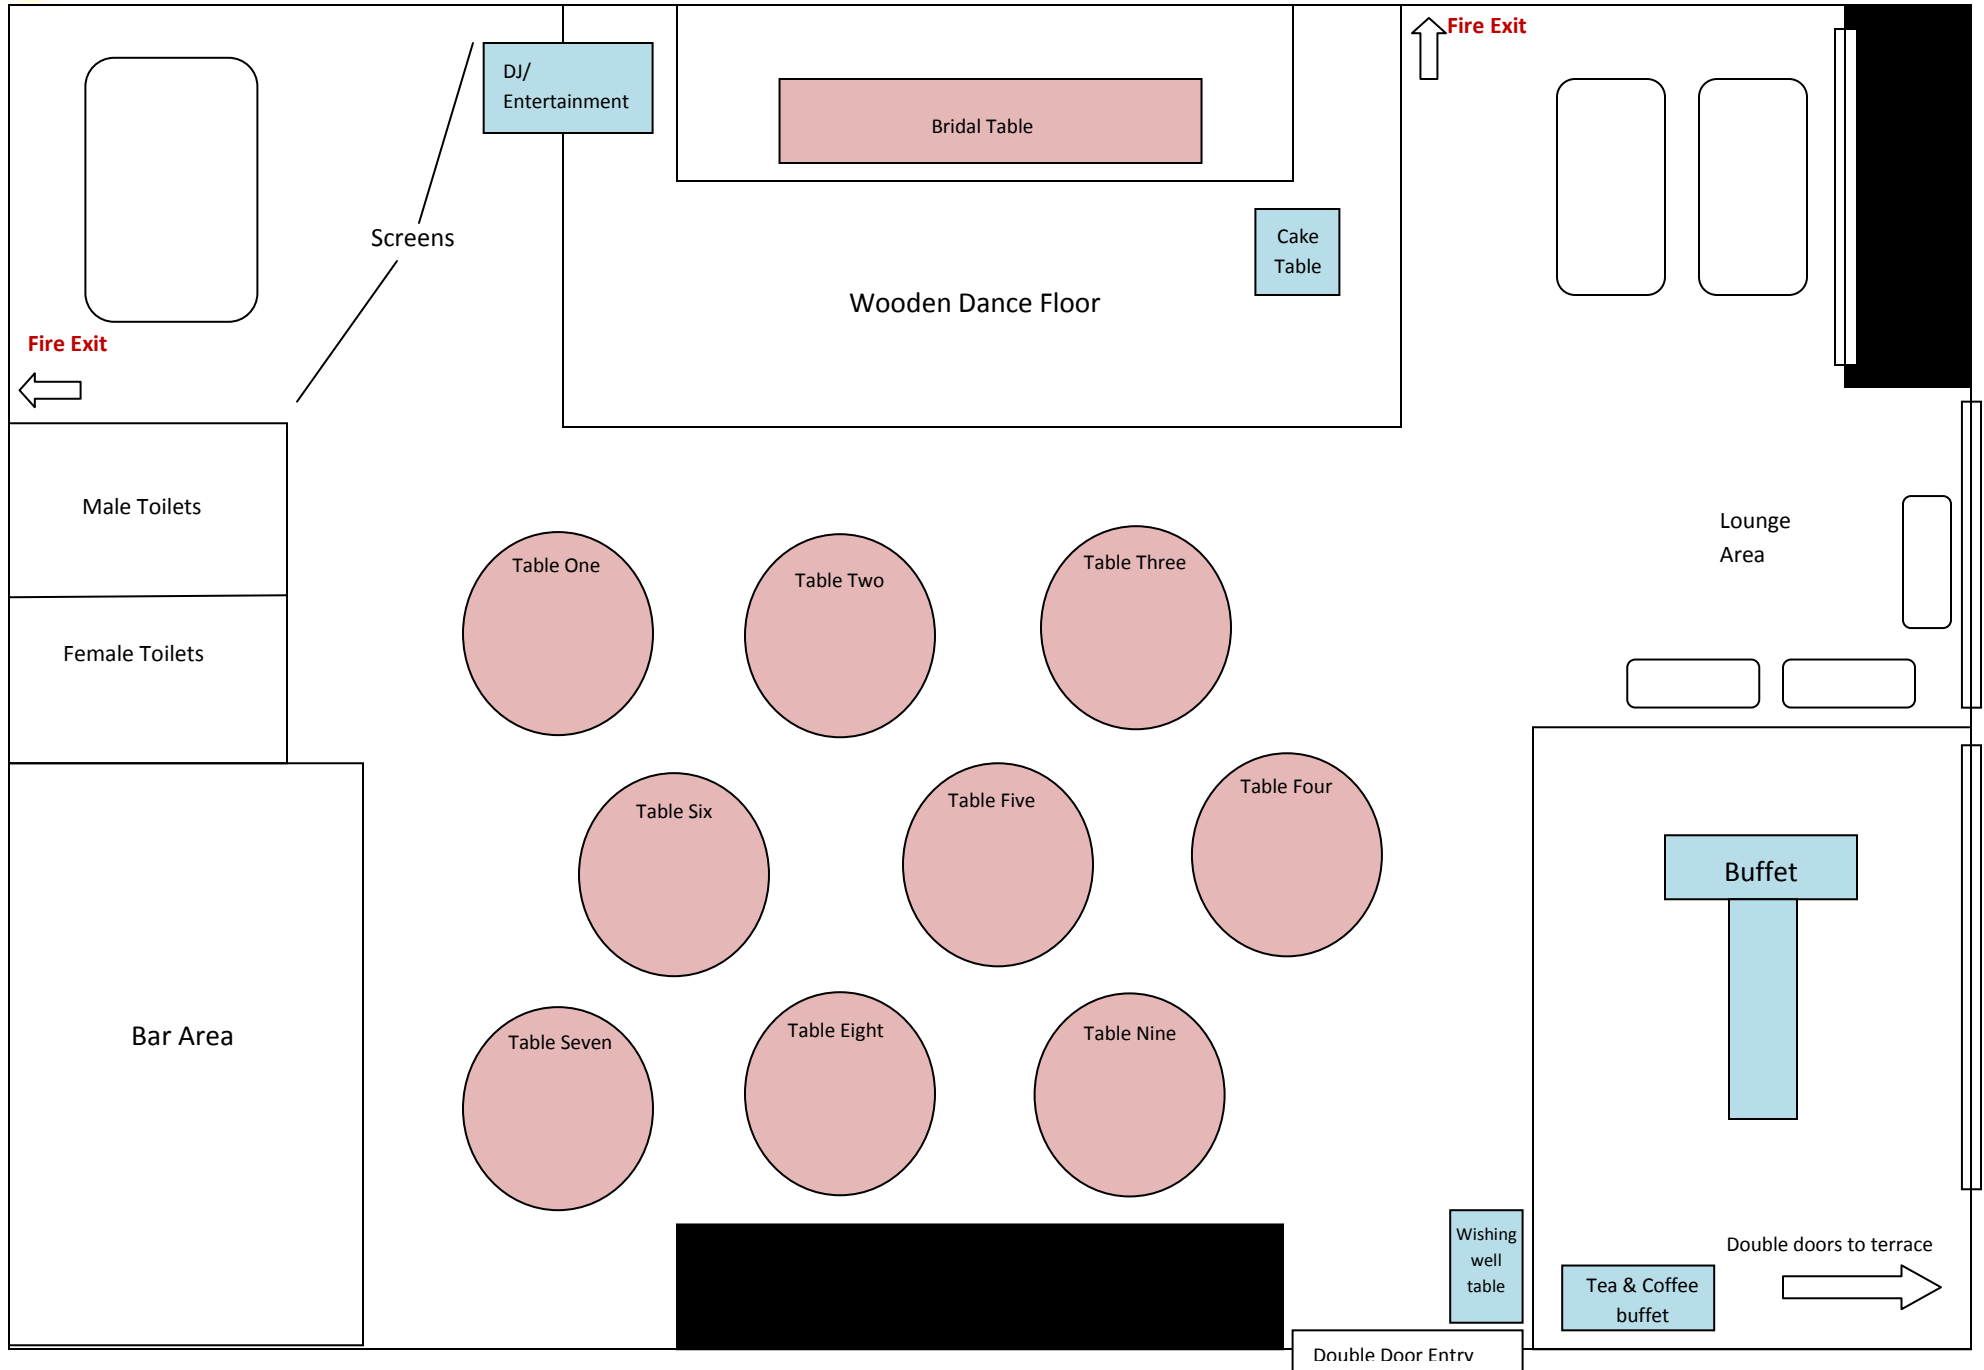 Fire Exit
DJ/
Entertainment
Bridal Table
Screens
Cake
Table
Wooden Dance Floor
Fire Exit
Male Toilets
Lounge
Area
Table One
Table Two
Table Three
Female Toilets
Table Six
Table Five
Table Four
Buffet
Bar Area
Table Seven
Table Eight
Table Nine
Wishing
well
table
Double doors to terrace
Tea & Coffee
buffet
Double Door Entry